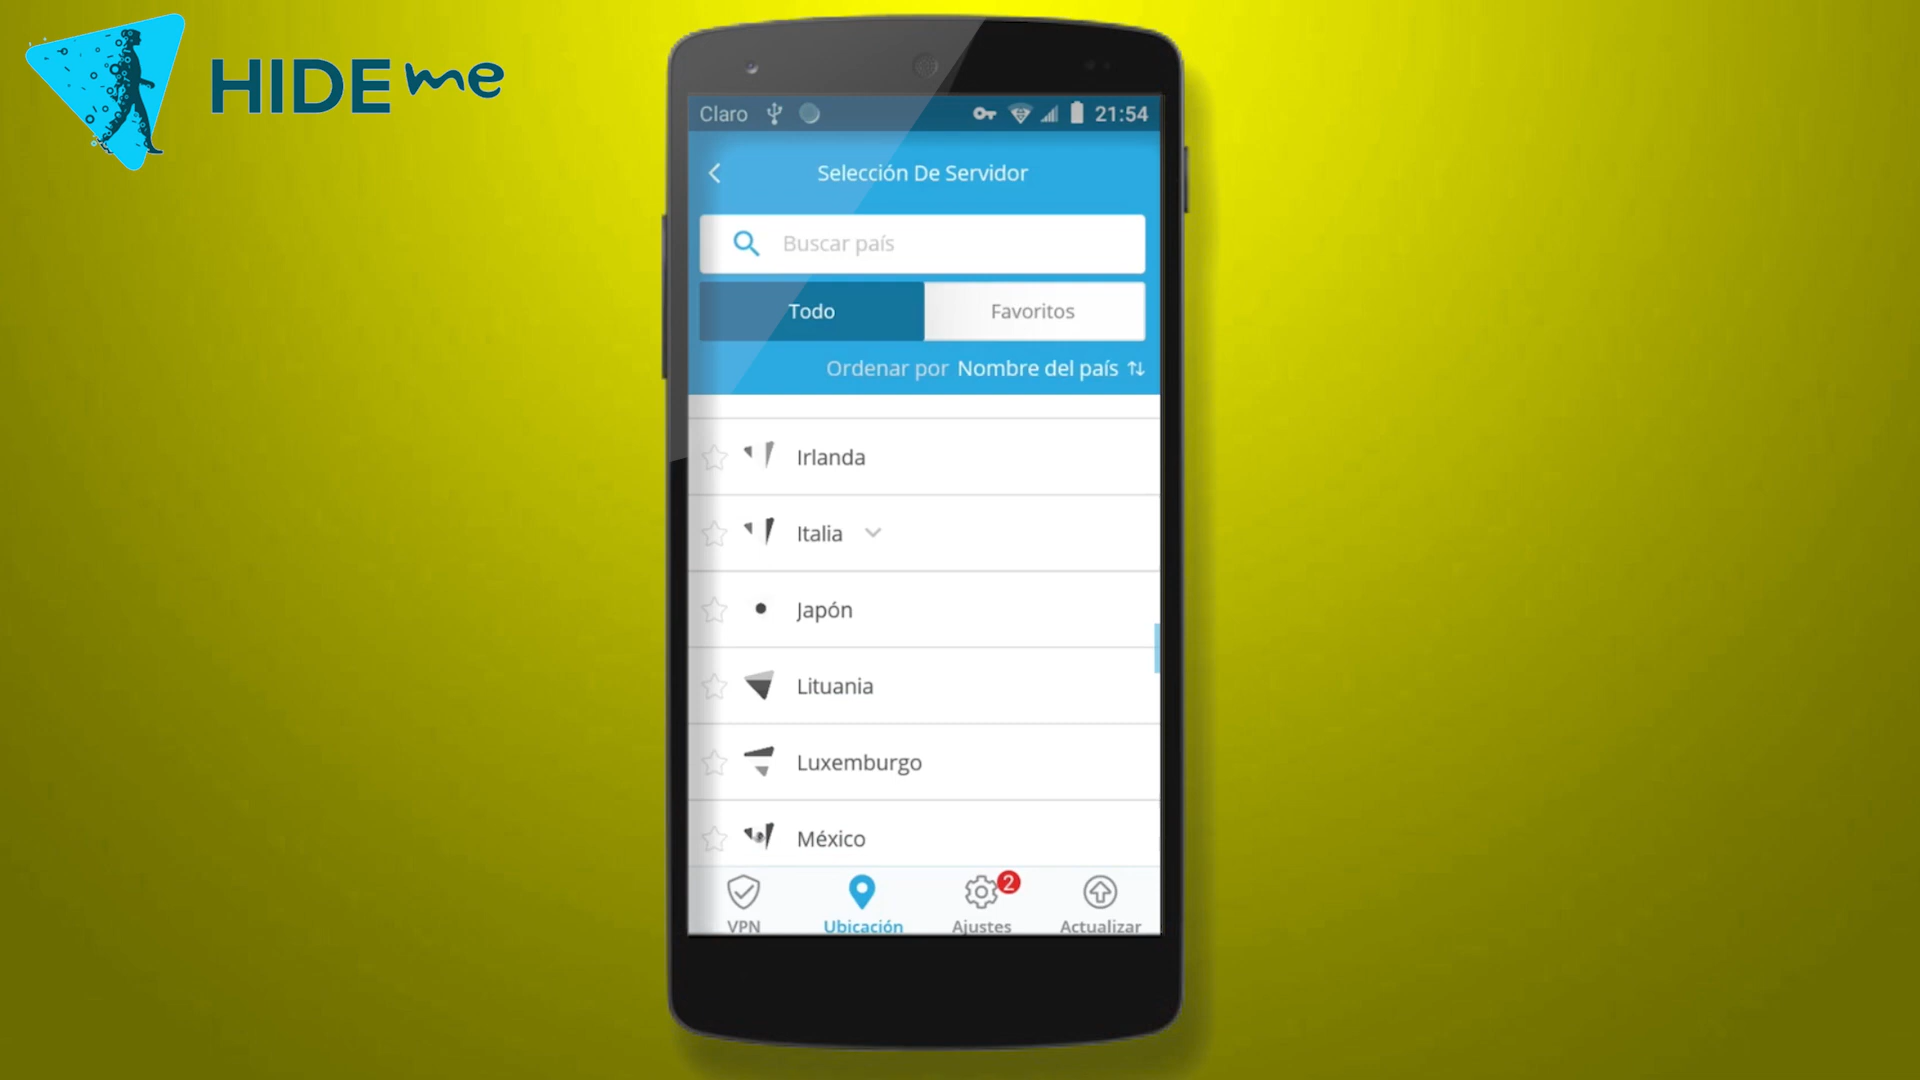 HIDE me
Claro 21:54
Selección De Servidor
Buscar país
Todo Favoritos
Ordenar por Nombre del país
Irlanda
Italia
Japón
Lituania
Luxemburgo
México
2
VPN Ubicación Ajustes Actualizar